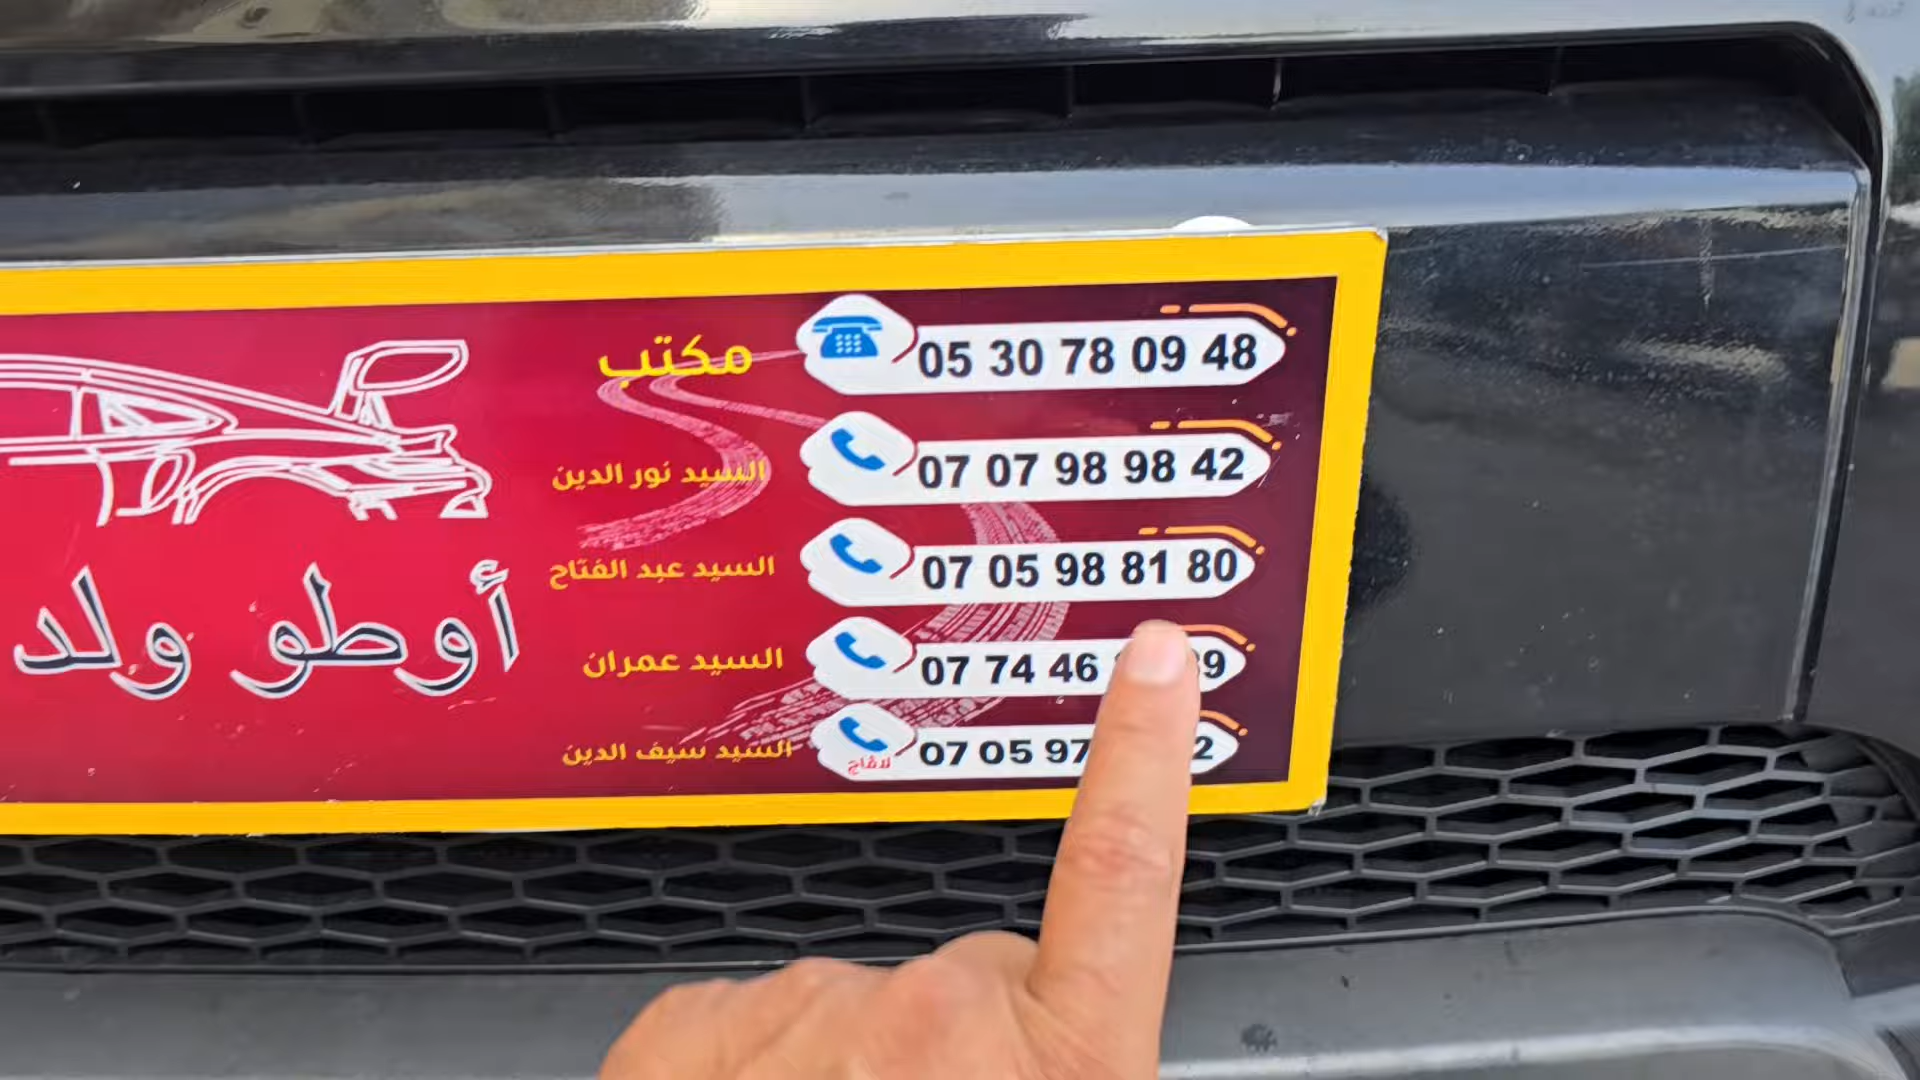 مكتب 05 30 78 09 48
السيد نور الدين 07 07 98 98 42
السيد عبد الفتاح 07 05 98 81 80
السيد عمران 07 74 46
السيد سيف الدين 07 05 97
لافاج
أوطو ولد